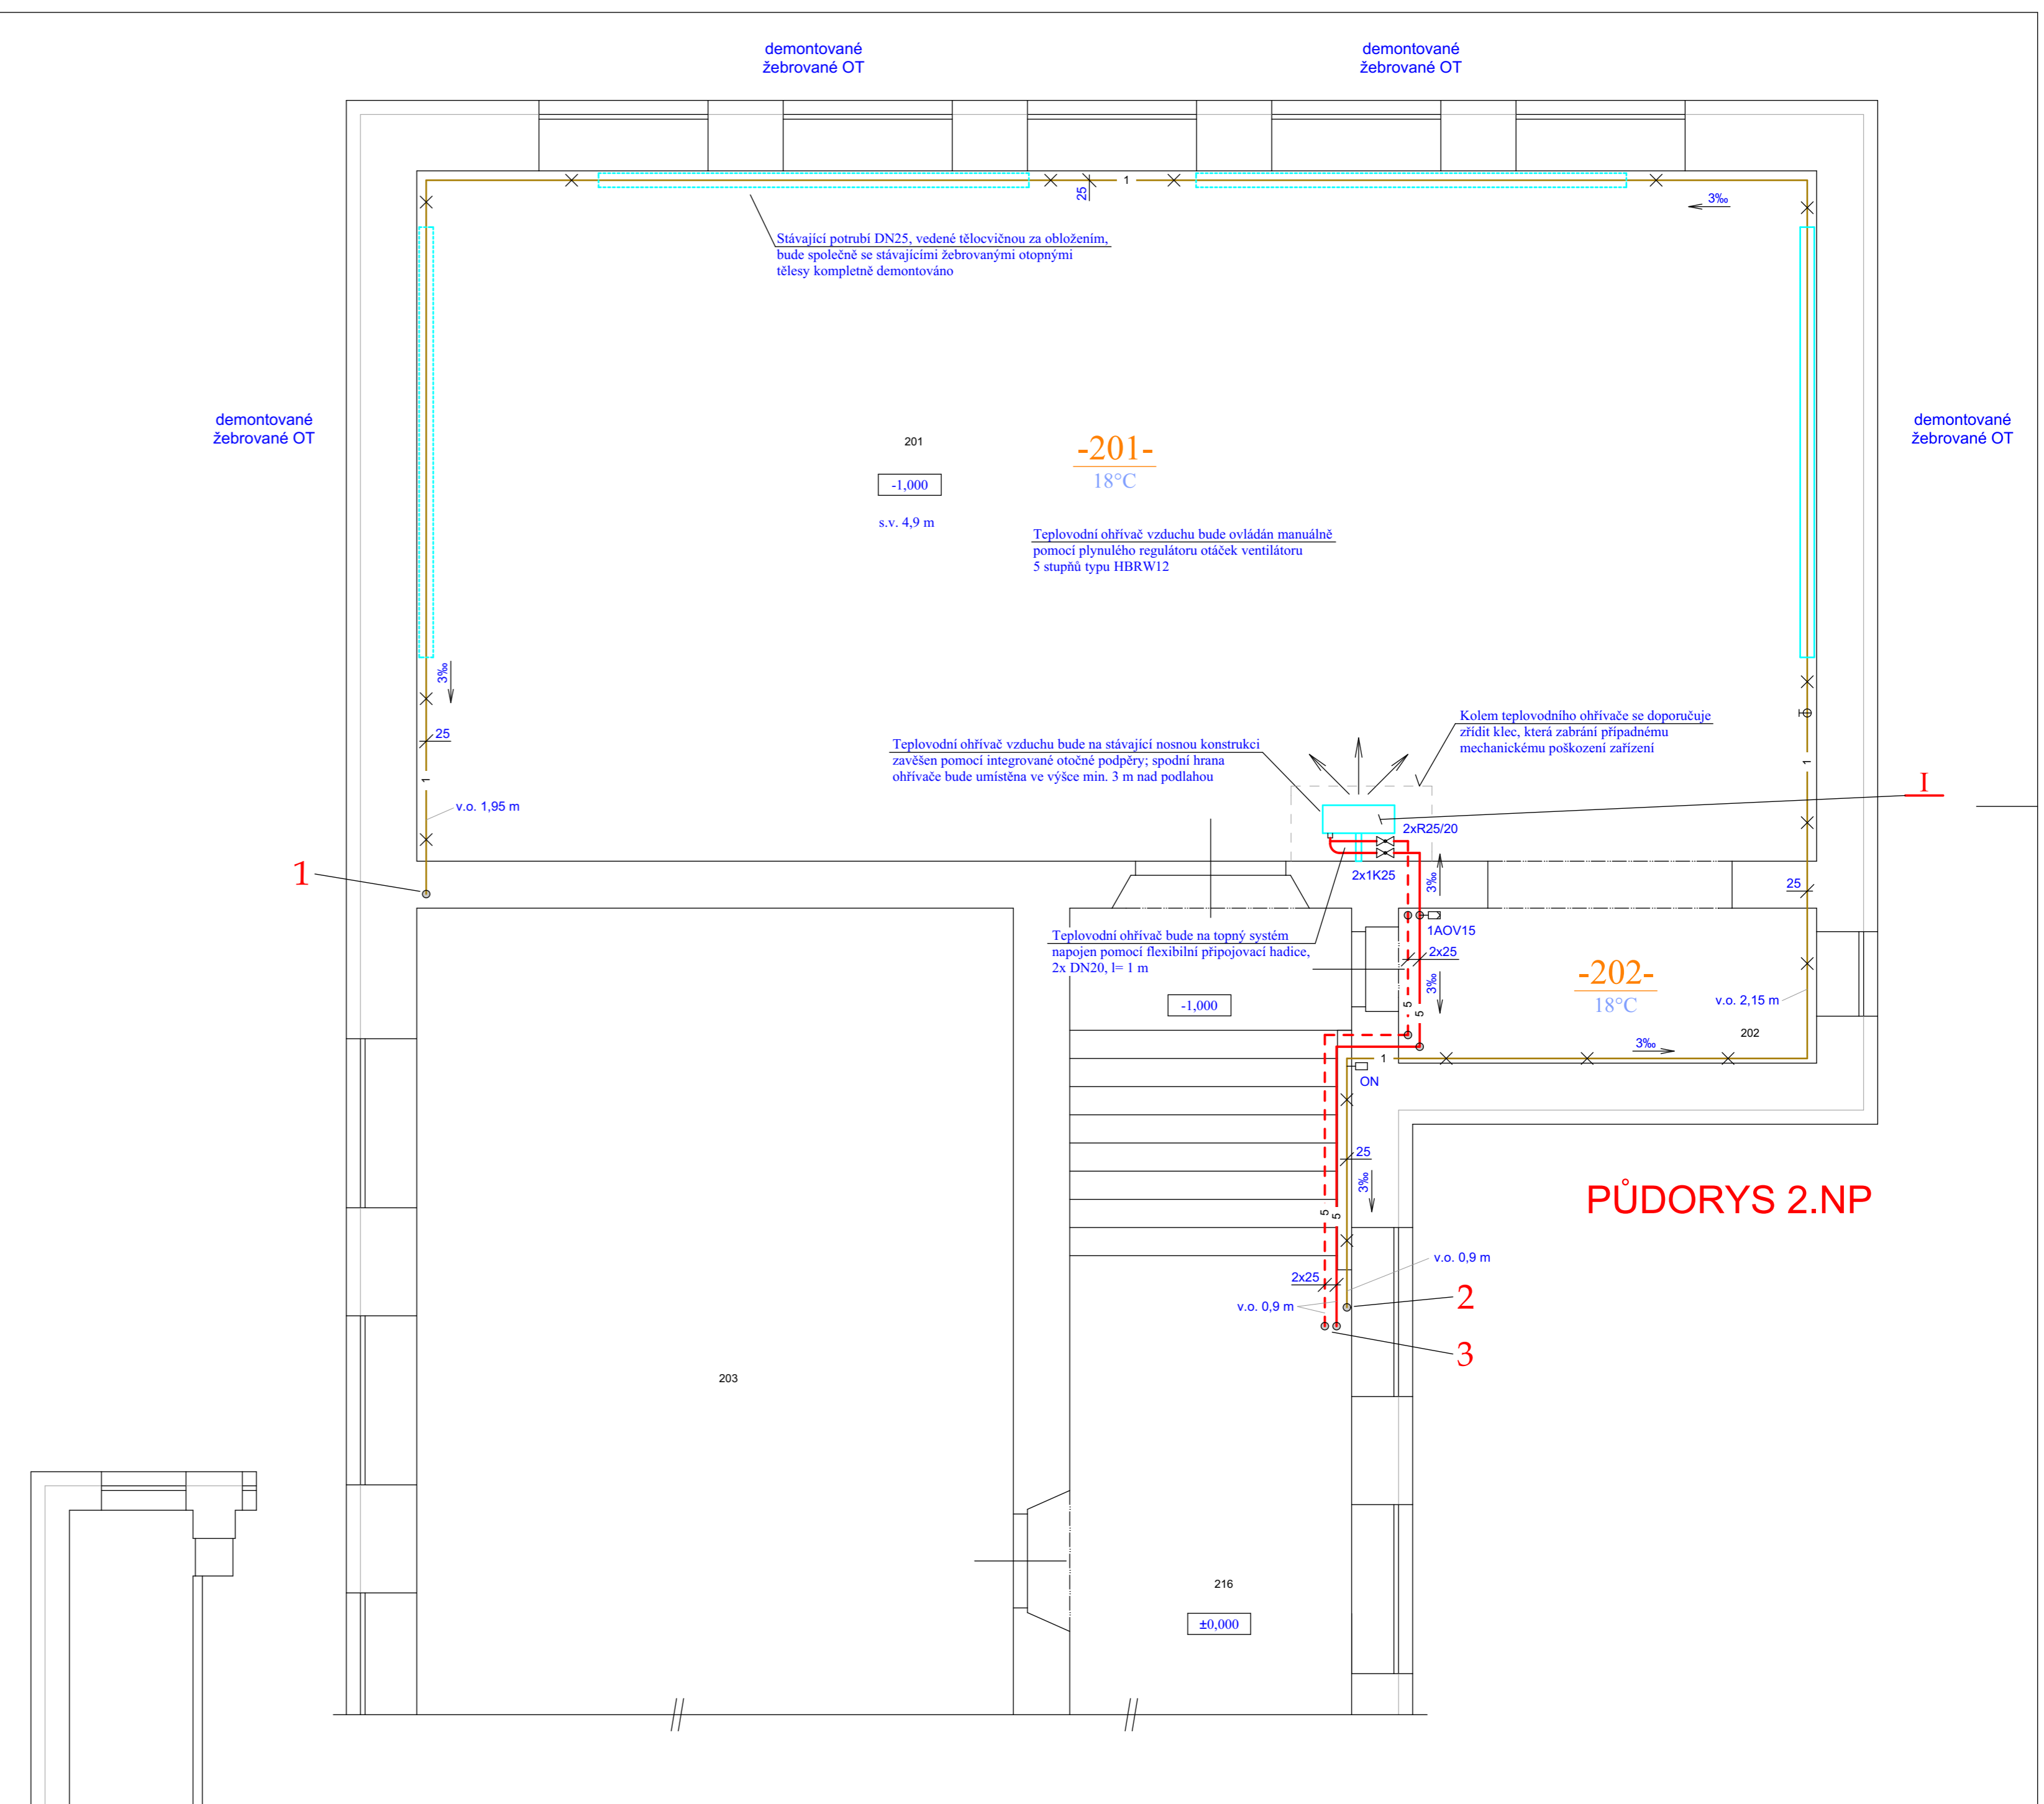 demontované
žebrované OT
demontované
žebrované OT
1
25
3‰
Stávající potrubí DN25, vedené tělocvičnou za obložením,
bude společně se stávajícími žebrovanými otopnými
tělesy kompletně demontováno
demontované
žebrované OT
demontované
žebrované OT
201
-201-
18°C
-1,000
s.v. 4,9 m
Teplovodní ohřívač vzduchu bude ovládán manuálně
pomocí plynulého regulátoru otáček ventilátoru
5 stupňů typu HBRW12
3‰
25
1
v.o. 1,95 m
1
Teplovodní ohřívač vzduchu bude na stávající nosnou konstrukci
zavěšen pomocí integrované otočné podpěry; spodní hrana
ohřívače bude umístěna ve výšce min. 3 m nad podlahou
Kolem teplovodního ohřívače se doporučuje
zřídit klec, která zabrání případnému
mechanickému poškození zařízení
1
I
2xR25/20
2x1K25
3‰
25
1AOV15
2x25
Teplovodní ohřívač bude na topný systém
napojen pomocí flexibilní připojovací hadice,
2x DN20, l= 1 m
3‰
-202-
18°C
v.o. 2,15 m
202
-1,000
5
5
3‰
1
ON
25
3‰
5
5
PŮDORYS 2.NP
v.o. 0,9 m
2x25
v.o. 0,9 m
2
3
203
216
±0,000